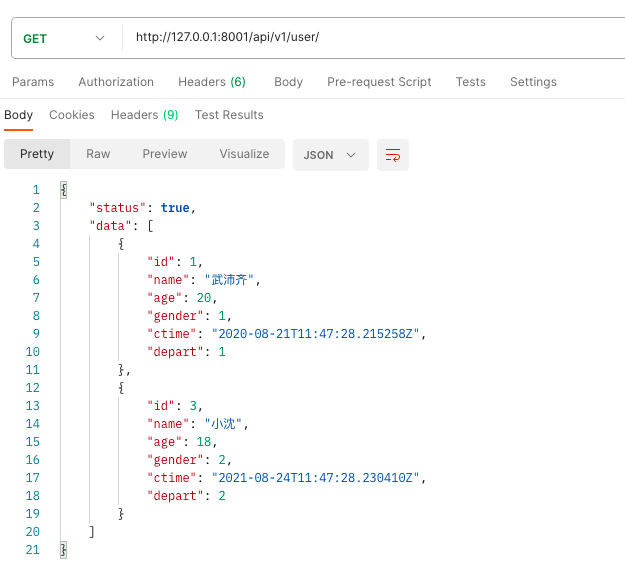 GET http://127.0.0.1:8001/api/v1/user/
Params Authorization Headers (6) Body Pre-request Script Tests Settings
Body Cookies Headers (9) Test Results
Pretty Raw Preview Visualize JSON
1 {
2 "status": true,
3 "data": [
4 {
5 "id": 1,
6 "name": "武沛齐",
7 "age": 20,
8 "gender": 1,
9 "ctime": "2020-08-21T11:47:28.215258Z",
10 "depart": 1
11 },
12 {
13 "id": 3,
14 "name": "小沈",
15 "age": 18,
16 "gender": 2,
17 "ctime": "2021-08-24T11:47:28.230410Z",
18 "depart": 2
19 }
20 ]
21 }